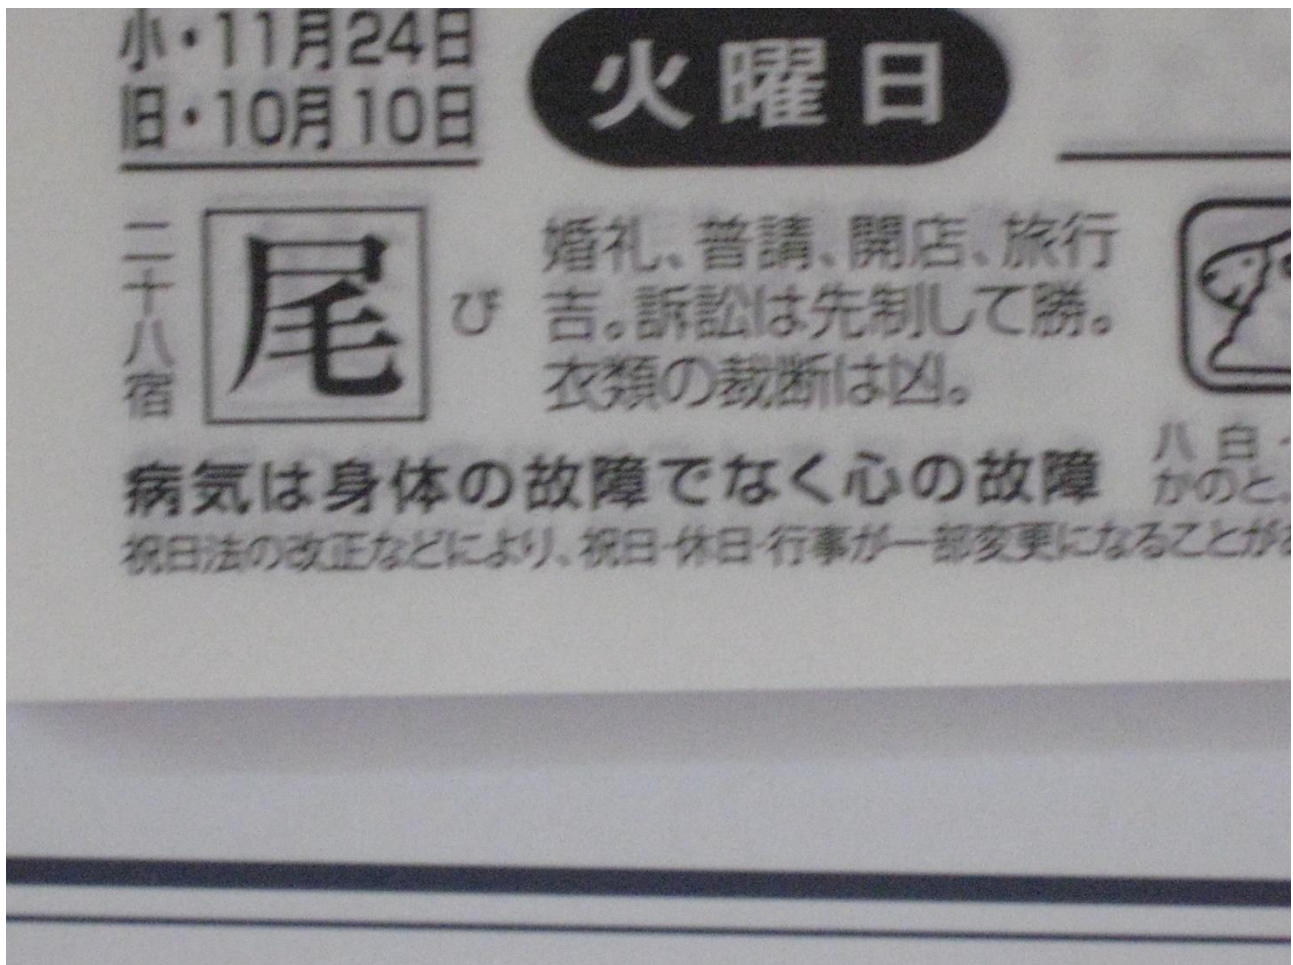 小・11月24日
旧・10月10日
火曜日
二十八宿
尾
び
婚礼、普請、開店、旅行
吉。訴訟は先制して勝。
衣類の裁断は凶。
病気は身体の故障でなく心の故障
八白
かのと
祝日法の改正などにより、祝日・休日・行事が一部変更になることがあ